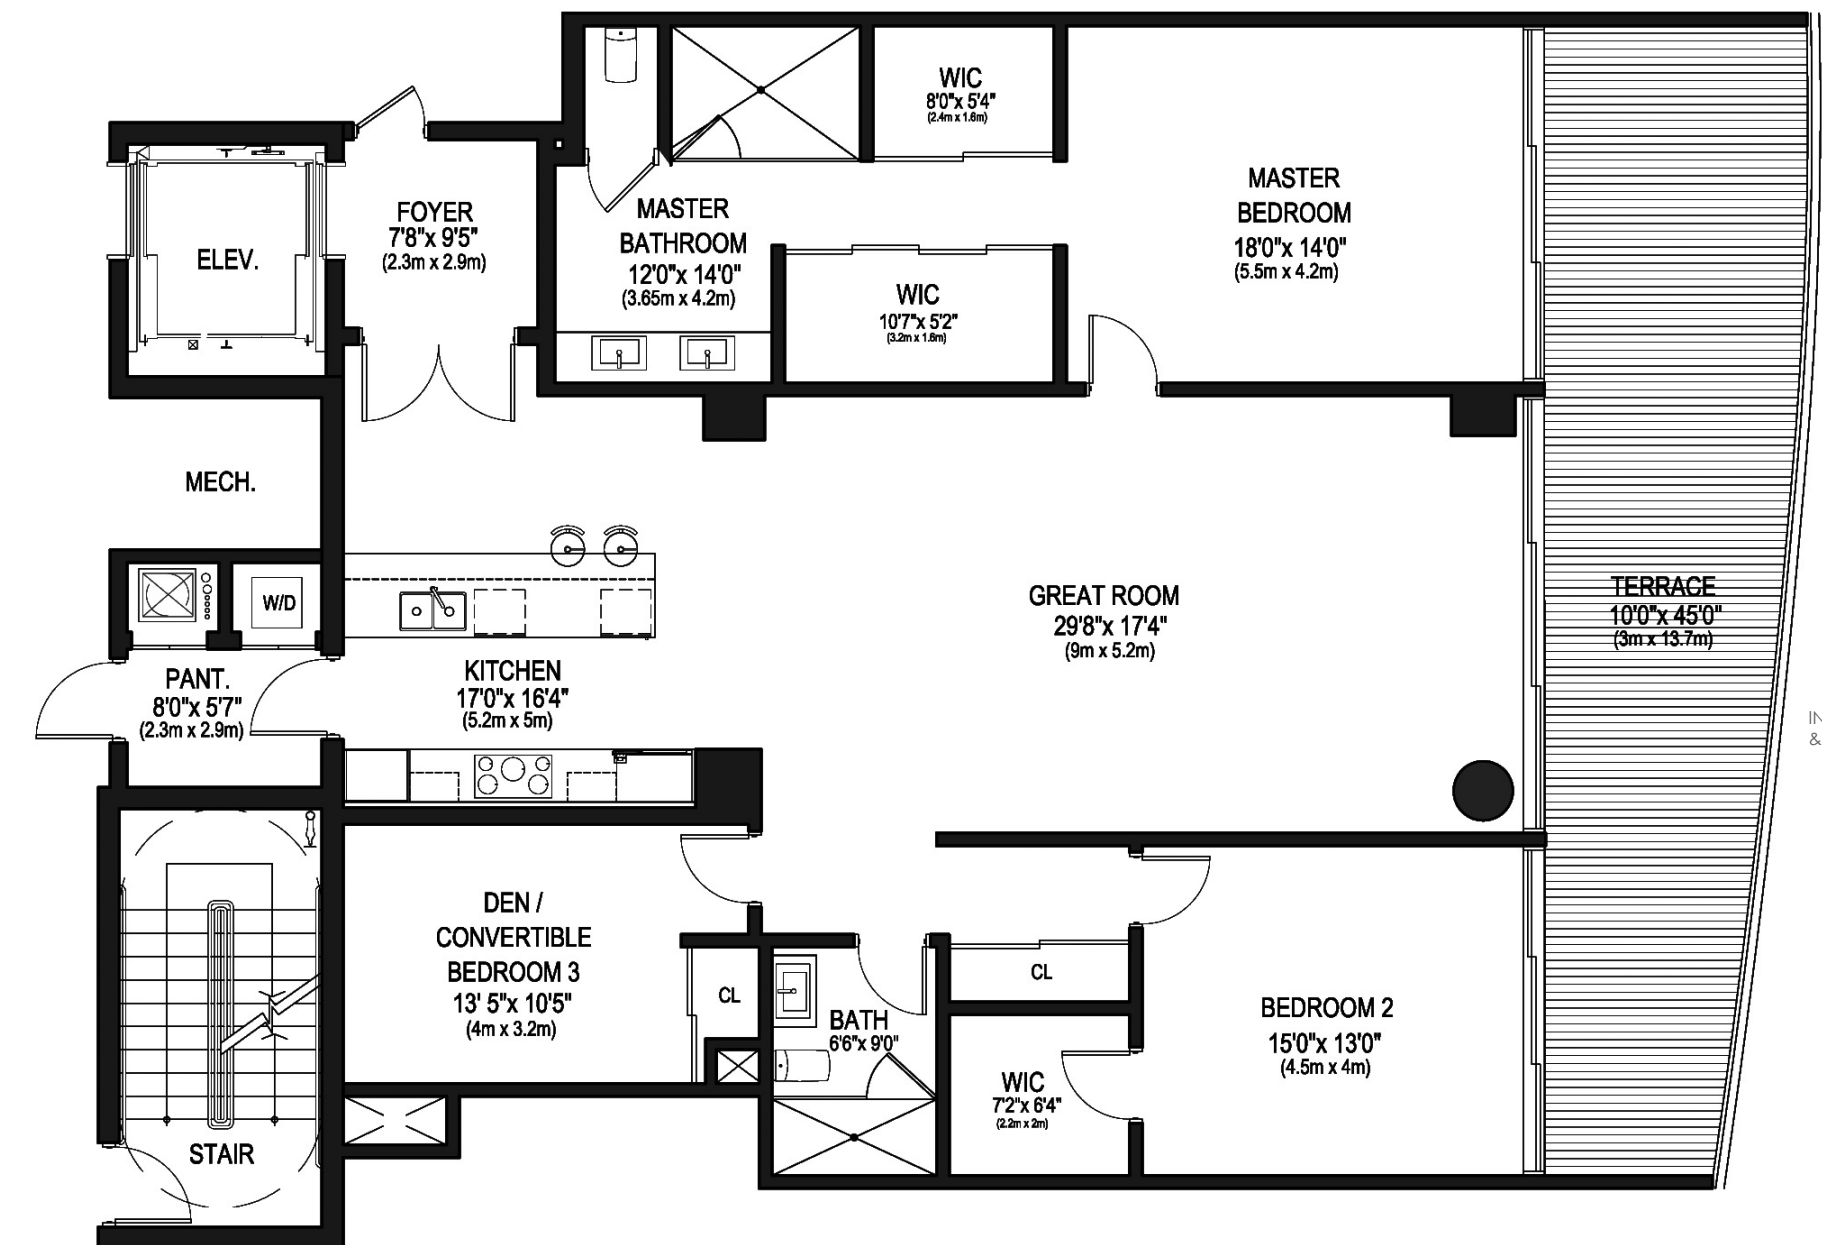 WIC
8'0"x 5'4"
(2.4m x 1.6m)
MASTER
BEDROOM
18'0"x 14'0"
(5.5m x 4.2m)
FOYER
7'8"x 9'5"
(2.3m x 2.9m)
MASTER
BATHROOM
12'0"x 14'0"
(3.65m x 4.2m)
ELEV.
WIC
10'7"x 5'2"
(3.2m x 1.6m)
MECH.
W/D
GREAT ROOM
29'8"x 17'4"
(9m x 5.2m)
TERRACE
10'0"x 45'0"
(3m x 13.7m)
PANT.
8'0"x 5'7"
(2.3m x 2.9m)
KITCHEN
17'0"x 16'4"
(5.2m x 5m)
IN
&
DEN /
CONVERTIBLE
BEDROOM 3
13' 5"x 10'5"
(4m x 3.2m)
CL
CL
BATH
6'6"x 9'0"
BEDROOM 2
15'0"x 13'0"
(4.5m x 4m)
WIC
7'2"x 6'4"
(2.2m x 2m)
STAIR